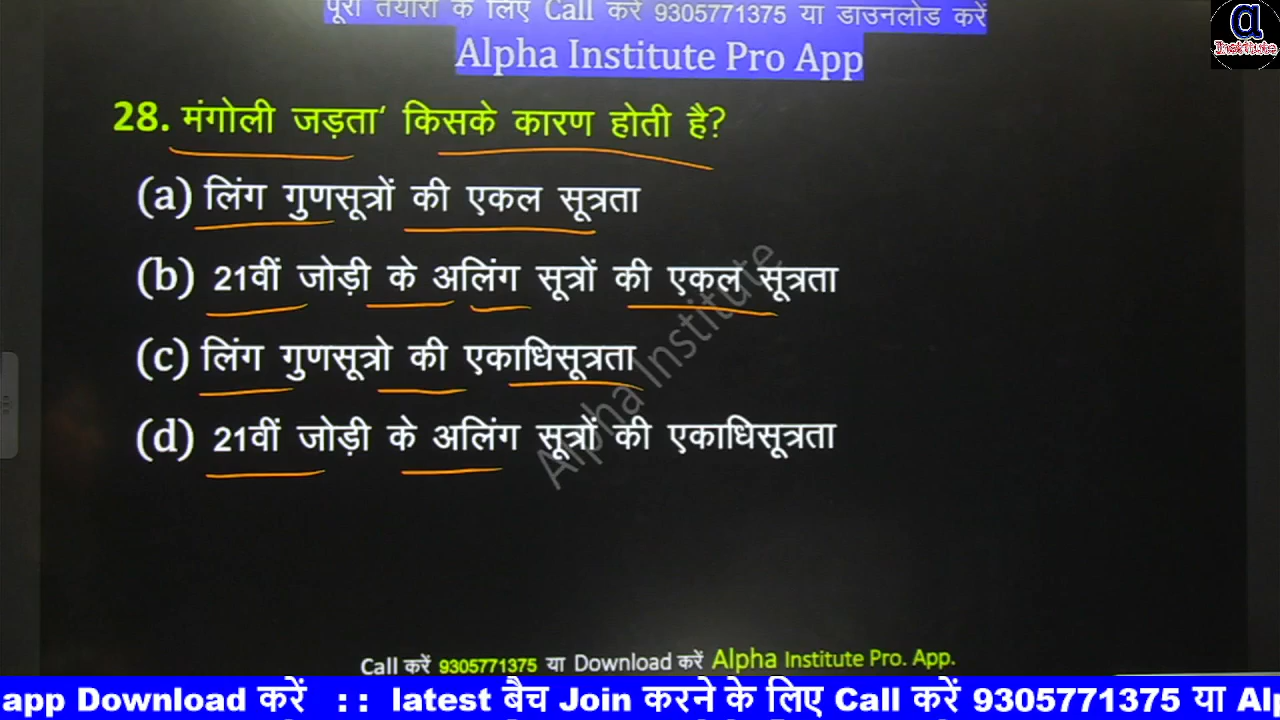 पूरी तैयारी के लिए Call करें 9305771375 या डाउनलोड करें
Alpha Institute Pro App
α
Institute
28. मंगोली जड़ता' किसके कारण होती है?
(a) लिंग गुणसूत्रों की एकल सूत्रता
(b) 21वीं जोड़ी के अलिंग सूत्रों की एकल सूत्रता
(c) लिंग गुणसूत्रो की एकाधिसूत्रता
(d) 21वीं जोड़ी के अलिंग सूत्रों की एकाधिसूत्रता
Alpha Institute
Call करें 9305771375 या Download करें Alpha Institute Pro. App.
app Download करें :: latest बैच Join करने के लिए Call करें 9305771375 या Alp